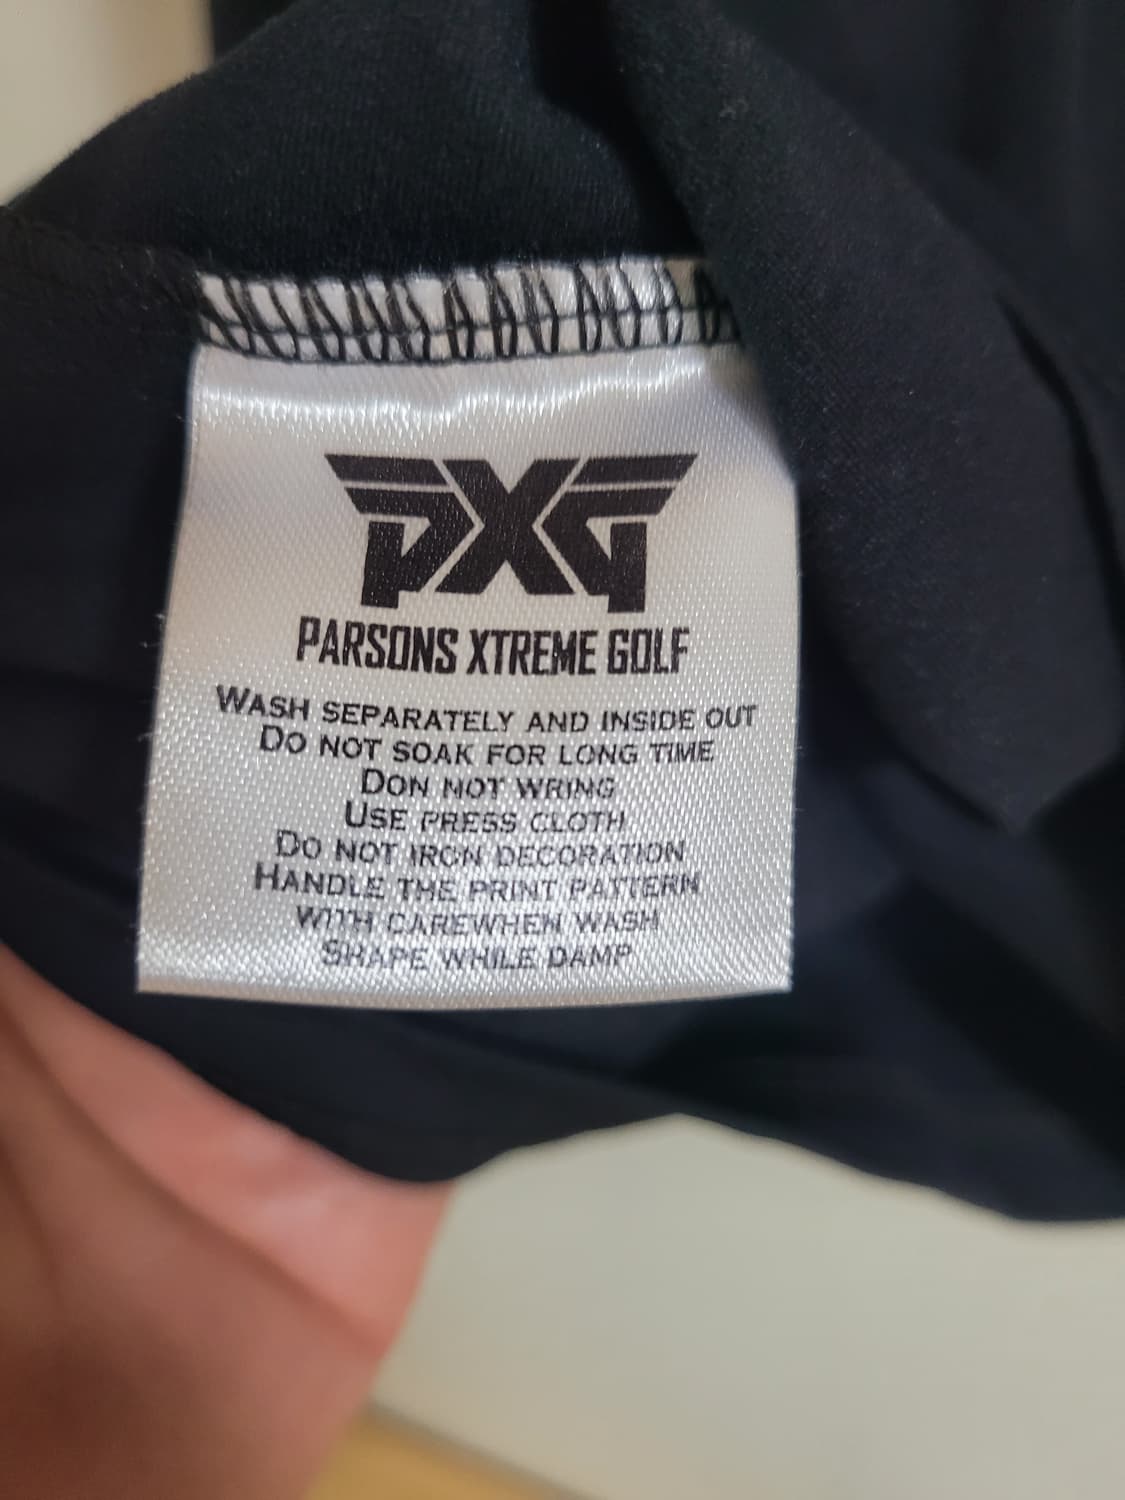 PXG
PARSONS XTREME GOLF
WASH SEPARATELY AND INSIDE OUT
DO NOT SOAK FOR LONG TIME
DON NOT WRING
USE PRESS CLOTH
DO NOT IRON DECORATION
HANDLE THE PRINT PATTERN
WITH CAREWHEN WASH
SHAPE WHILE DAMP